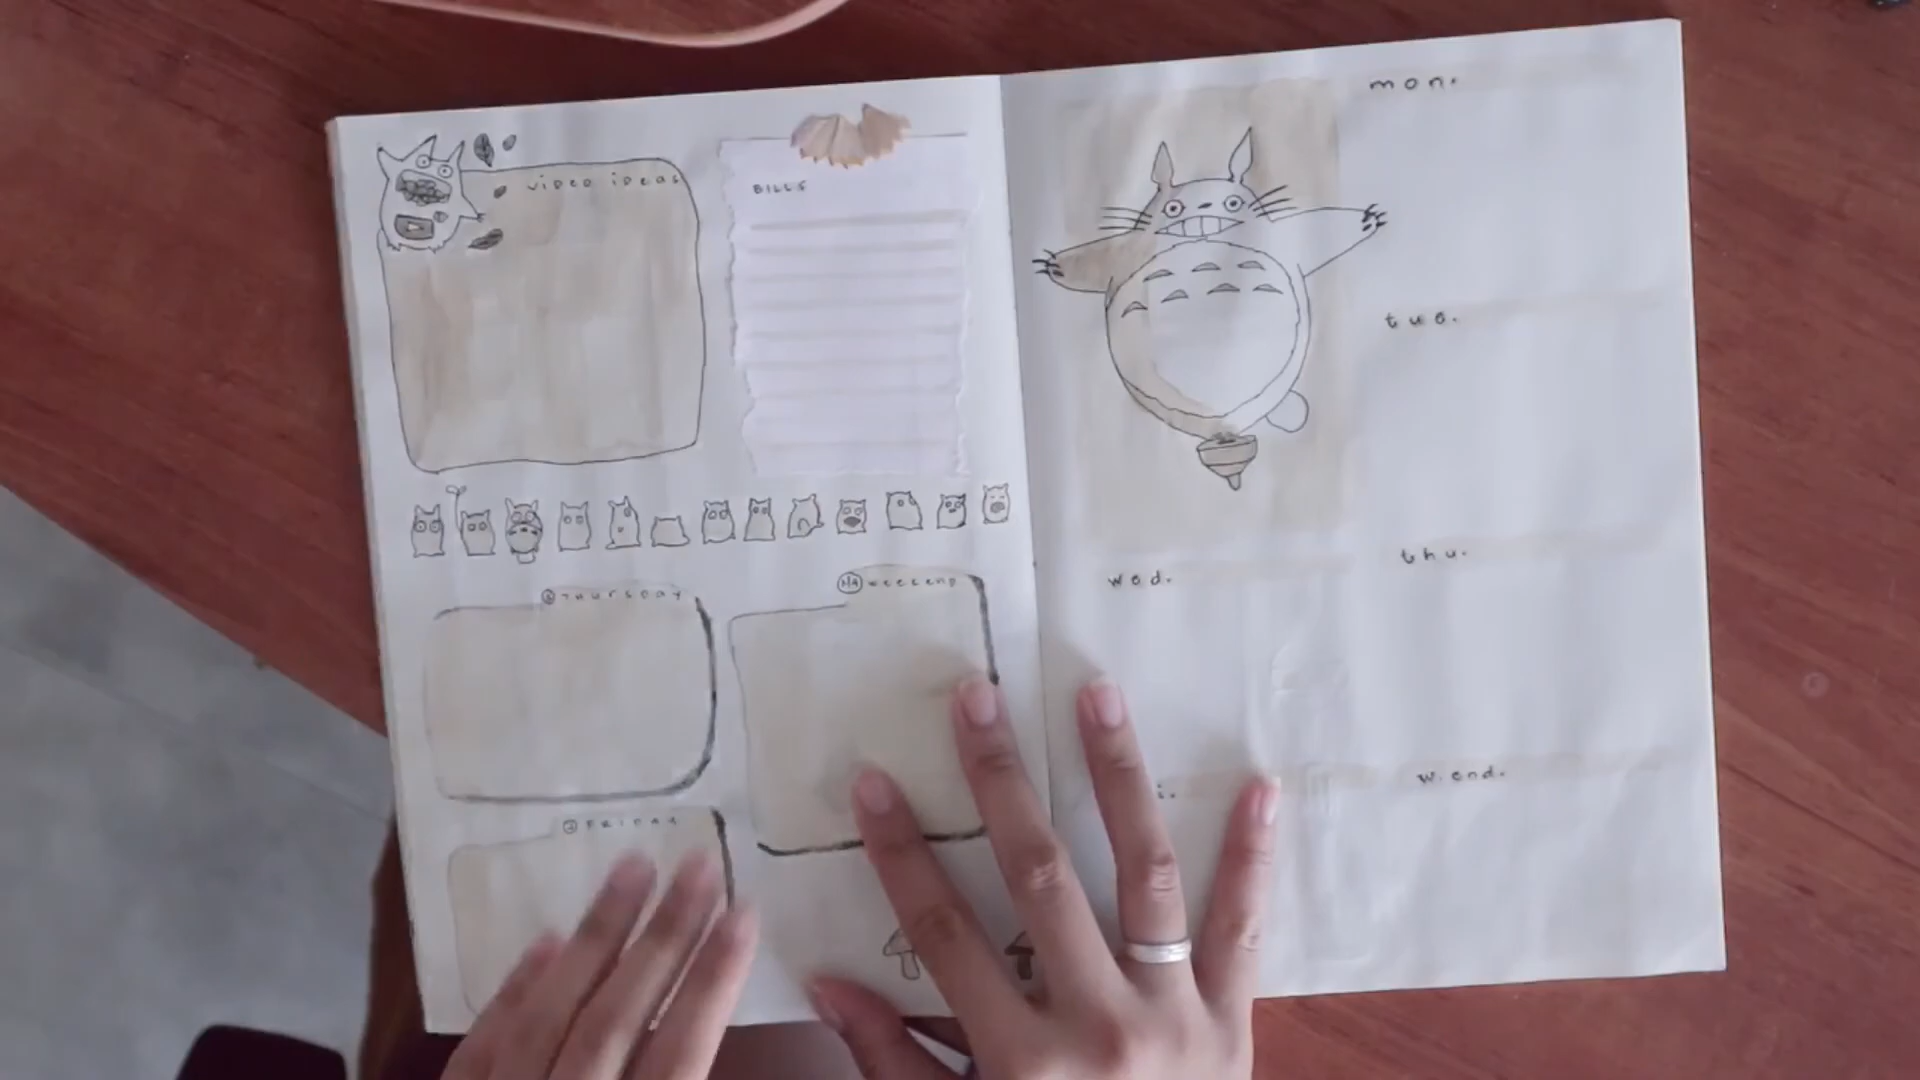 video ideas
BILLS
THURSDAY
WEEKEND
FRIDAY
mon.
tue.
wed.
thu.
i.
w.end.